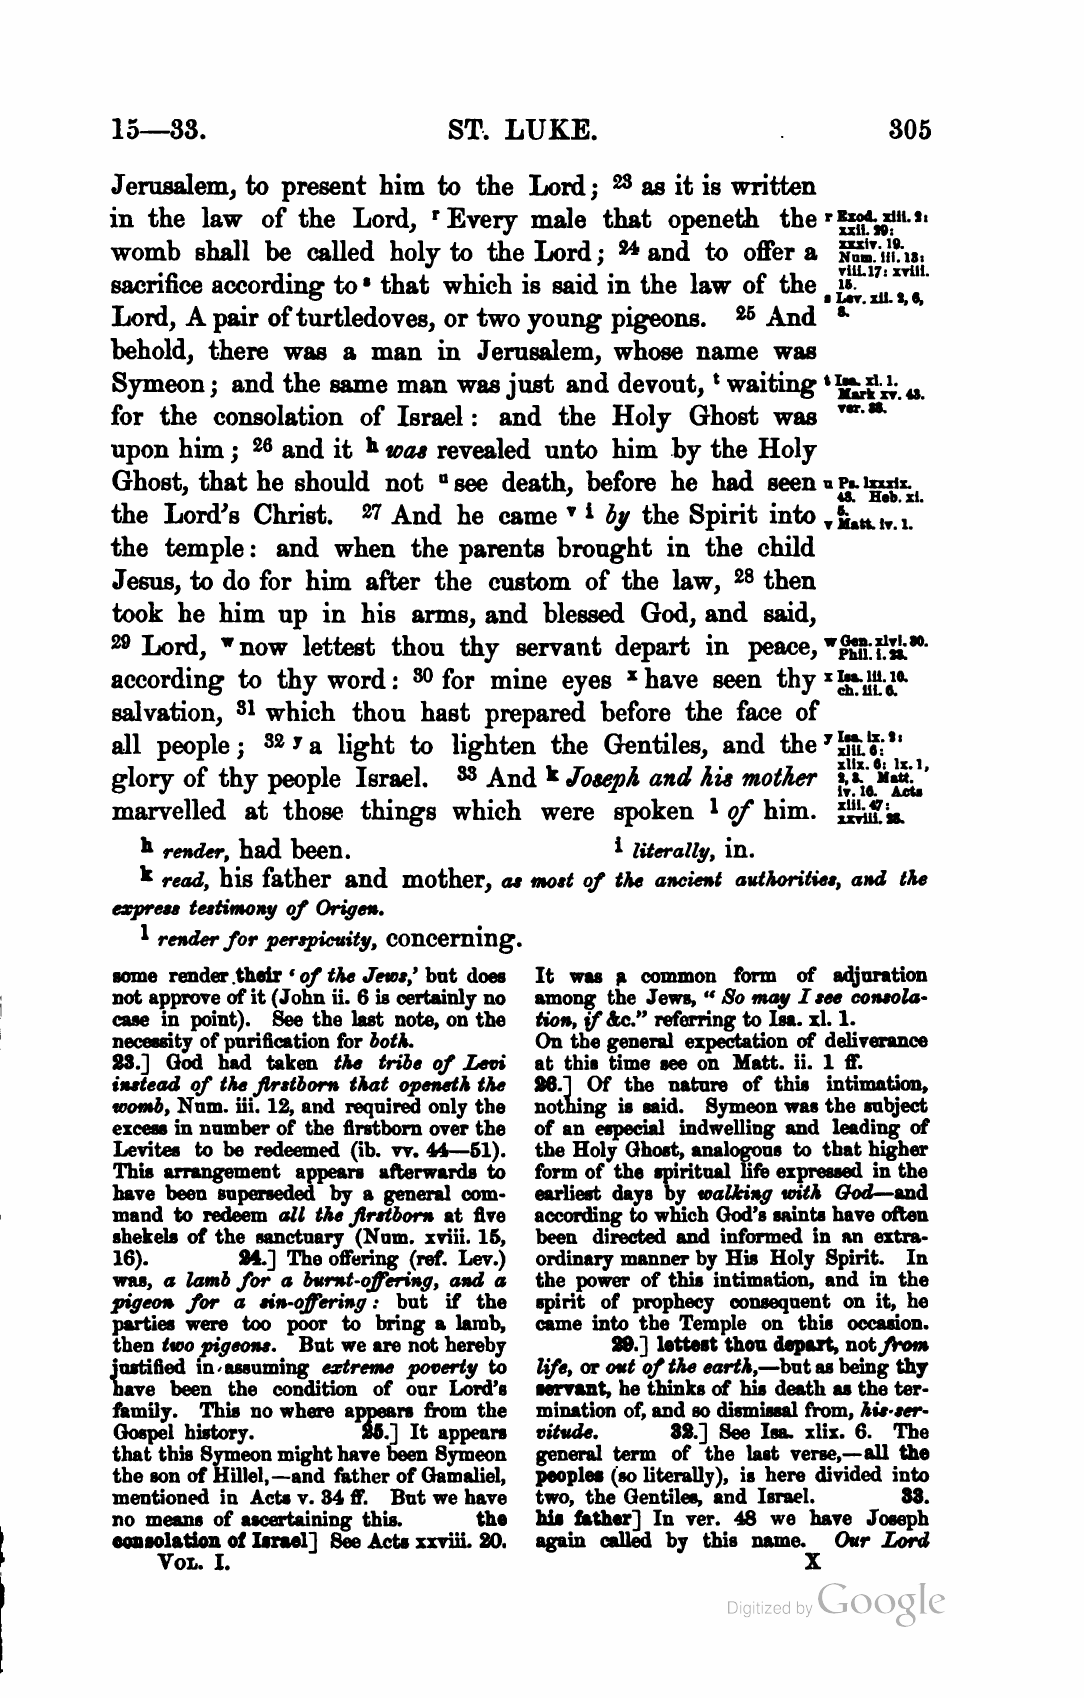 15—33. ST. LUKE. 305
Jerusalem, to present him to the Lord; 23 as it is written
in the law of the Lord, r Every male that openeth the
womb shall be called holy to the Lord; 24 and to offer a
sacrifice according to s that which is said in the law of the
Lord, A pair of turtledoves, or two young pigeons. 25 And
behold, there was a man in Jerusalem, whose name was
Symeon; and the same man was just and devout, t waiting
for the consolation of Israel: and the Holy Ghost was
upon him; 26 and it h was revealed unto him by the Holy
Ghost, that he should not u see death, before he had seen
the Lord's Christ. 27 And he came v i by the Spirit into
the temple: and when the parents brought in the child
Jesus, to do for him after the custom of the law, 28 then
took he him up in his arms, and blessed God, and said,
29 Lord, w now lettest thou thy servant depart in peace,
according to thy word: 30 for mine eyes x have seen thy
salvation, 31 which thou hast prepared before the face of
all people; 32 y a light to lighten the Gentiles, and the
glory of thy people Israel. 33 And k Joseph and his mother
marvelled at those things which were spoken l of him.
r Exod. xiii. 2:
xxii. 29:
xxxiv. 19.
Num. iii. 13:
viii. 17: xviii.
15.
s Lev. xii. 2, 6,
8.
t Isa. xl. 1.
Mark xv. 43.
ver. 38.
u Ps. lxxxix.
48. Heb. xi.
5.
v Matt. iv. 1.
w Gen. xlvi. 30.
Phil. i. 23.
x Isa. lii. 10.
ch. iii. 6.
y Isa. ix. 2:
xlii. 6:
xlix. 6: lx. 1,
2, 3. Matt.
iv. 16. Acts
xiii. 47:
xxviii. 28.
h render, had been. i literally, in.
k read, his father and mother, as most of the ancient authorities, and the
express testimony of Origen.
l render for perspicuity, concerning.
some render their 'of the Jews,' but does
not approve of it (John ii. 6 is certainly no
case in point). See the last note, on the
necessity of purification for both.
23.] God had taken the tribe of Levi
instead of the firstborn that openeth the
womb, Num. iii. 12, and required only the
excess in number of the firstborn over the
Levites to be redeemed (ib. vv. 44—51).
This arrangement appears afterwards to
have been superseded by a general com-
mand to redeem all the firstborn at five
shekels of the sanctuary (Num. xviii. 15,
16). 24.] The offering (ref. Lev.)
was, a lamb for a burnt-offering, and a
pigeon for a sin-offering: but if the
parties were too poor to bring a lamb,
then two pigeons. But we are not hereby
justified in assuming extreme poverty to
have been the condition of our Lord's
family. This no where appears from the
Gospel history. 25.] It appears
that this Symeon might have been Symeon
the son of Hillel,—and father of Gamaliel,
mentioned in Acts v. 34 ff. But we have
no means of ascertaining this. the
consolation of Israel] See Acts xxviii. 20.
It was a common form of adjuration
among the Jews, "So may I see consola-
tion, if &c." referring to Isa. xl. 1.
On the general expectation of deliverance
at this time see on Matt. ii. 1 ff.
26.] Of the nature of this intimation,
nothing is said. Symeon was the subject
of an especial indwelling and leading of
the Holy Ghost, analogous to that higher
form of the spiritual life expressed in the
earliest days by walking with God—and
according to which God's saints have often
been directed and informed in an extra-
ordinary manner by His Holy Spirit. In
the power of this intimation, and in the
spirit of prophecy consequent on it, he
came into the Temple on this occasion.
29.] lettest thou depart, not from
life, or out of the earth,—but as being thy
servant, he thinks of his death as the ter-
mination of, and so dismissal from, his ser-
vitude. 32.] See Isa. xlix. 6. The
general term of the last verse,—all the
peoples (so literally), is here divided into
two, the Gentiles, and Israel. 33.
his father] In ver. 48 we have Joseph
again called by this name. Our Lord
VOL. I. X
Digitized by Google